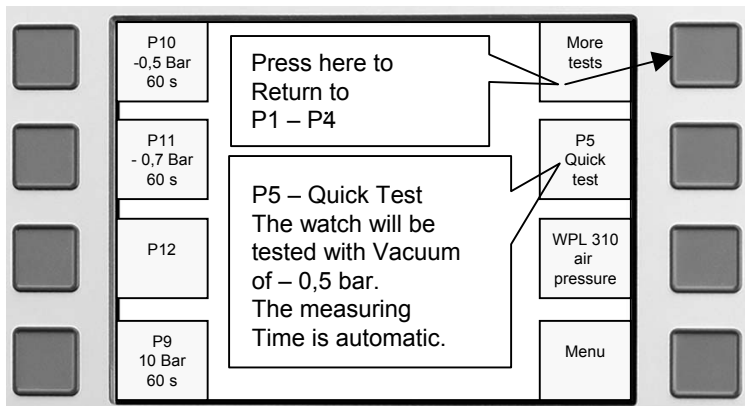 P10
-0,5 Bar
60 s
P11
- 0,7 Bar
60 s
P12
P9
10 Bar
60 s
Press here to
Return to
P1 – P4
P5 – Quick Test
The watch will be
tested with Vacuum
of – 0,5 bar.
The measuring
Time is automatic.
More
tests
P5
Quick
test
WPL 310
air
pressure
Menu